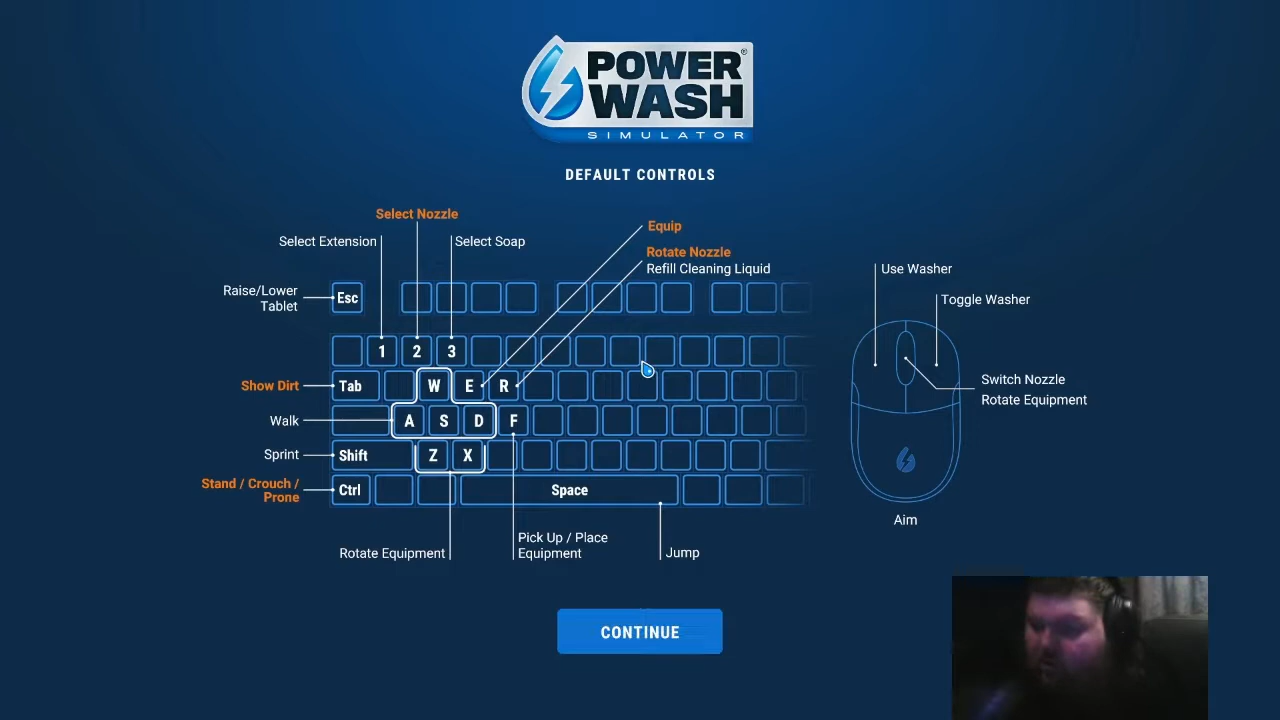 POWER®
WASH
SIMULATOR
DEFAULT CONTROLS
Select Nozzle
Select Extension
Select Soap
Equip
Rotate Nozzle
Refill Cleaning Liquid
Use Washer
Toggle Washer
Raise/Lower
Tablet
Esc
1 2 3
Show Dirt
Tab W E R
Switch Nozzle
Rotate Equipment
Walk
A S D F
Sprint
Shift Z X
Stand / Crouch /
Prone
Ctrl Space
Aim
Rotate Equipment
Pick Up / Place
Equipment
Jump
CONTINUE